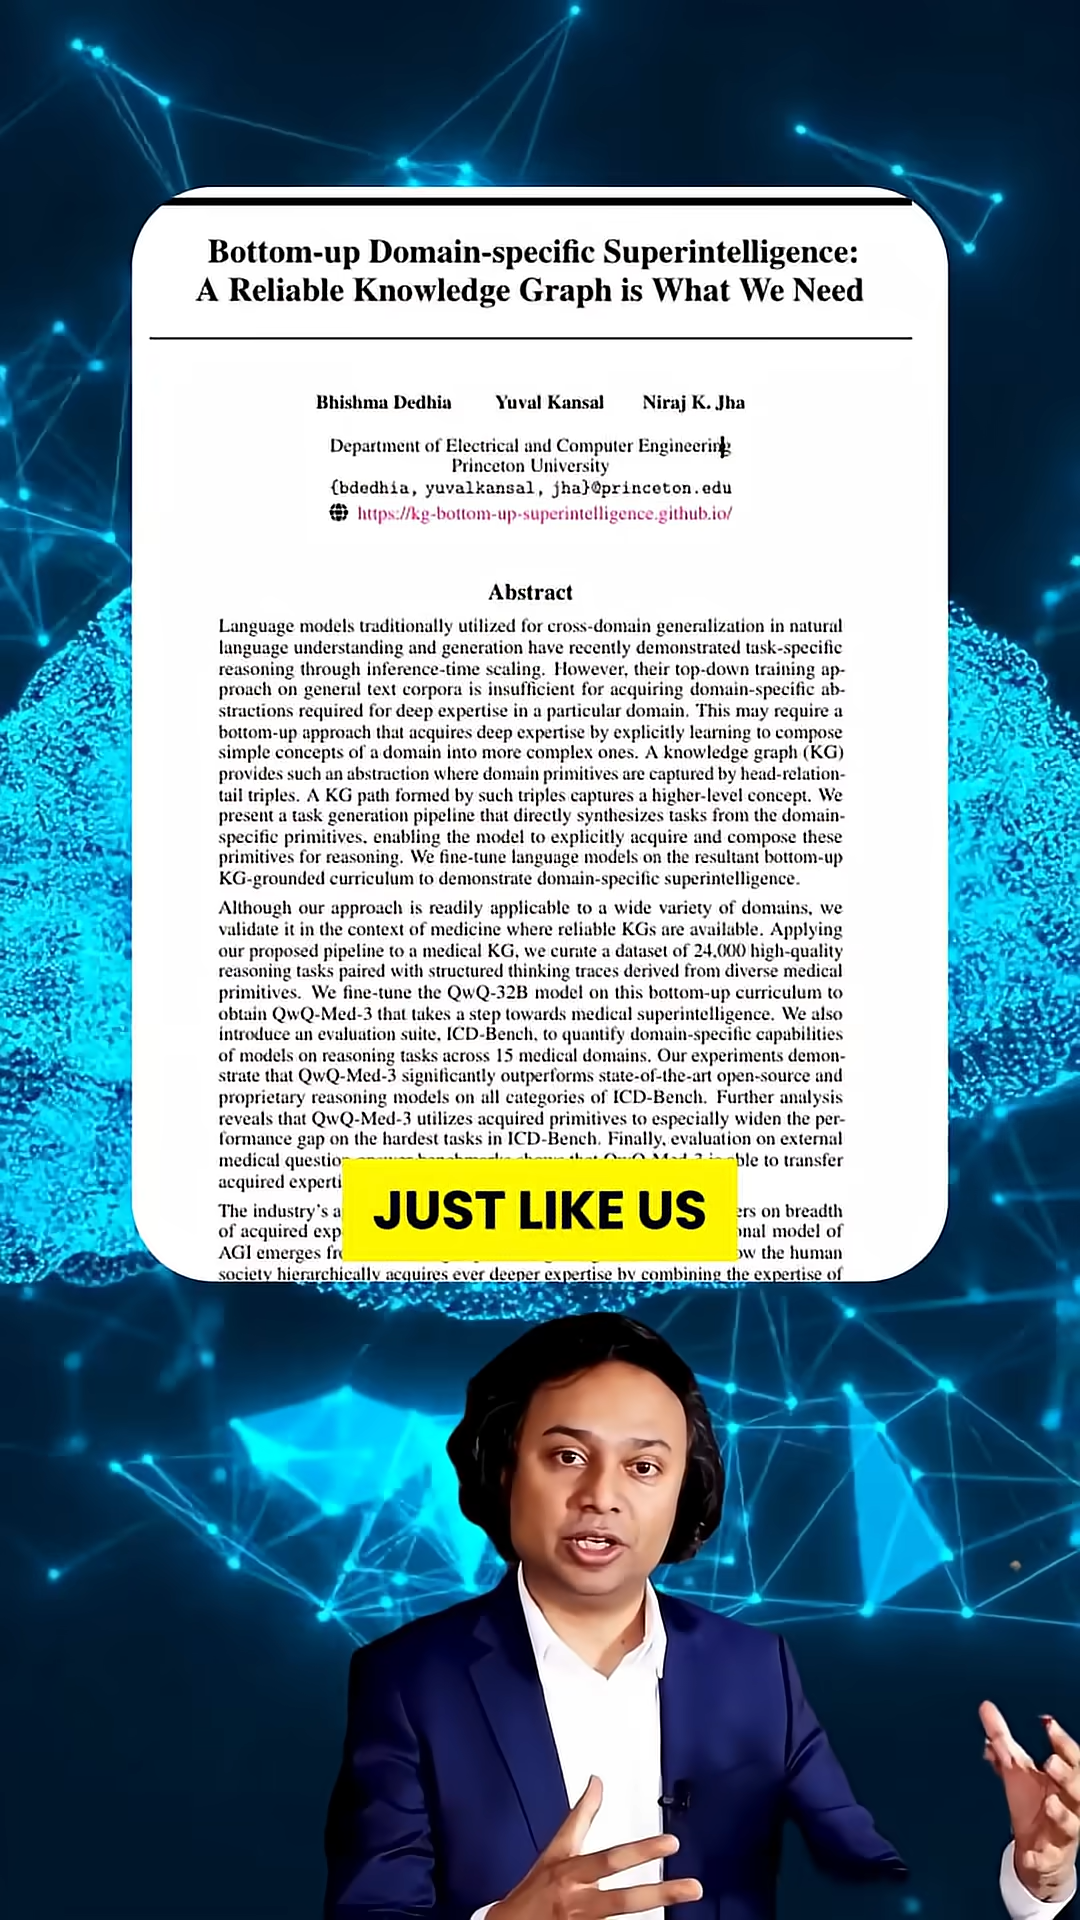 Bottom-up Domain-specific Superintelligence:
A Reliable Knowledge Graph is What We Need
Bhishma Dedhia Yuval Kansal Niraj K. Jha
Department of Electrical and Computer Engineering
Princeton University
{bdedhia, yuvalkansal, jha}@princeton.edu
https://kg-bottom-up-superintelligence.github.io/
Abstract
Language models traditionally utilized for cross-domain generalization in natural
language understanding and generation have recently demonstrated task-specific
reasoning through inference-time scaling. However, their top-down training ap-
proach on general text corpora is insufficient for acquiring domain-specific ab-
stractions required for deep expertise in a particular domain. This may require a
bottom-up approach that acquires deep expertise by explicitly learning to compose
simple concepts of a domain into more complex ones. A knowledge graph (KG)
provides such an abstraction where domain primitives are captured by head-relation-
tail triples. A KG path formed by such triples captures a higher-level concept. We
present a task generation pipeline that directly synthesizes tasks from the domain-
specific primitives, enabling the model to explicitly acquire and compose these
primitives for reasoning. We fine-tune language models on the resultant bottom-up
KG-grounded curriculum to demonstrate domain-specific superintelligence.
Although our approach is readily applicable to a wide variety of domains, we
validate it in the context of medicine where reliable KGs are available. Applying
our proposed pipeline to a medical KG, we curate a dataset of 24,000 high-quality
reasoning tasks paired with structured thinking traces derived from diverse medical
primitives. We fine-tune the QwQ-32B model on this bottom-up curriculum to
obtain QwQ-Med-3 that takes a step towards medical superintelligence. We also
introduce an evaluation suite, ICD-Bench, to quantify domain-specific capabilities
of models on reasoning tasks across 15 medical domains. Our experiments demon-
strate that QwQ-Med-3 significantly outperforms state-of-the-art open-source and
proprietary reasoning models on all categories of ICD-Bench. Further analysis
reveals that QwQ-Med-3 utilizes acquired primitives to especially widen the per-
formance gap on the hardest tasks in ICD-Bench. Finally, evaluation on external
medical question able to transfer
acquired
The industry's on breadth
of acquired model of
AGI emerges the human
society hierarchically acquires ever deeper expertise by combining the expertise of
JUST LIKE US